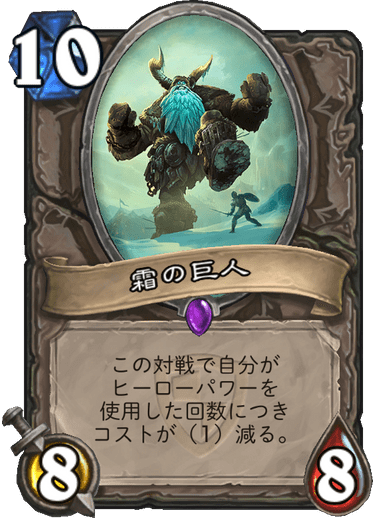 10
霜の巨人
この対戦で自分が
ヒーローパワーを
使用した回数につき
コストが（1）減る。
8
8